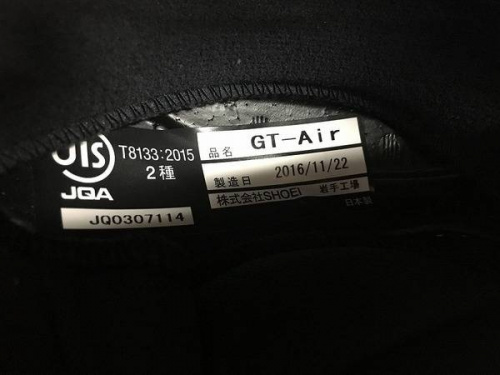 JIS
T8133:2015
2種
JQA
JQ0307114
品名 GT-Air
製造日 2016/11/22
株式会社SHOEI 岩手工場
日本製